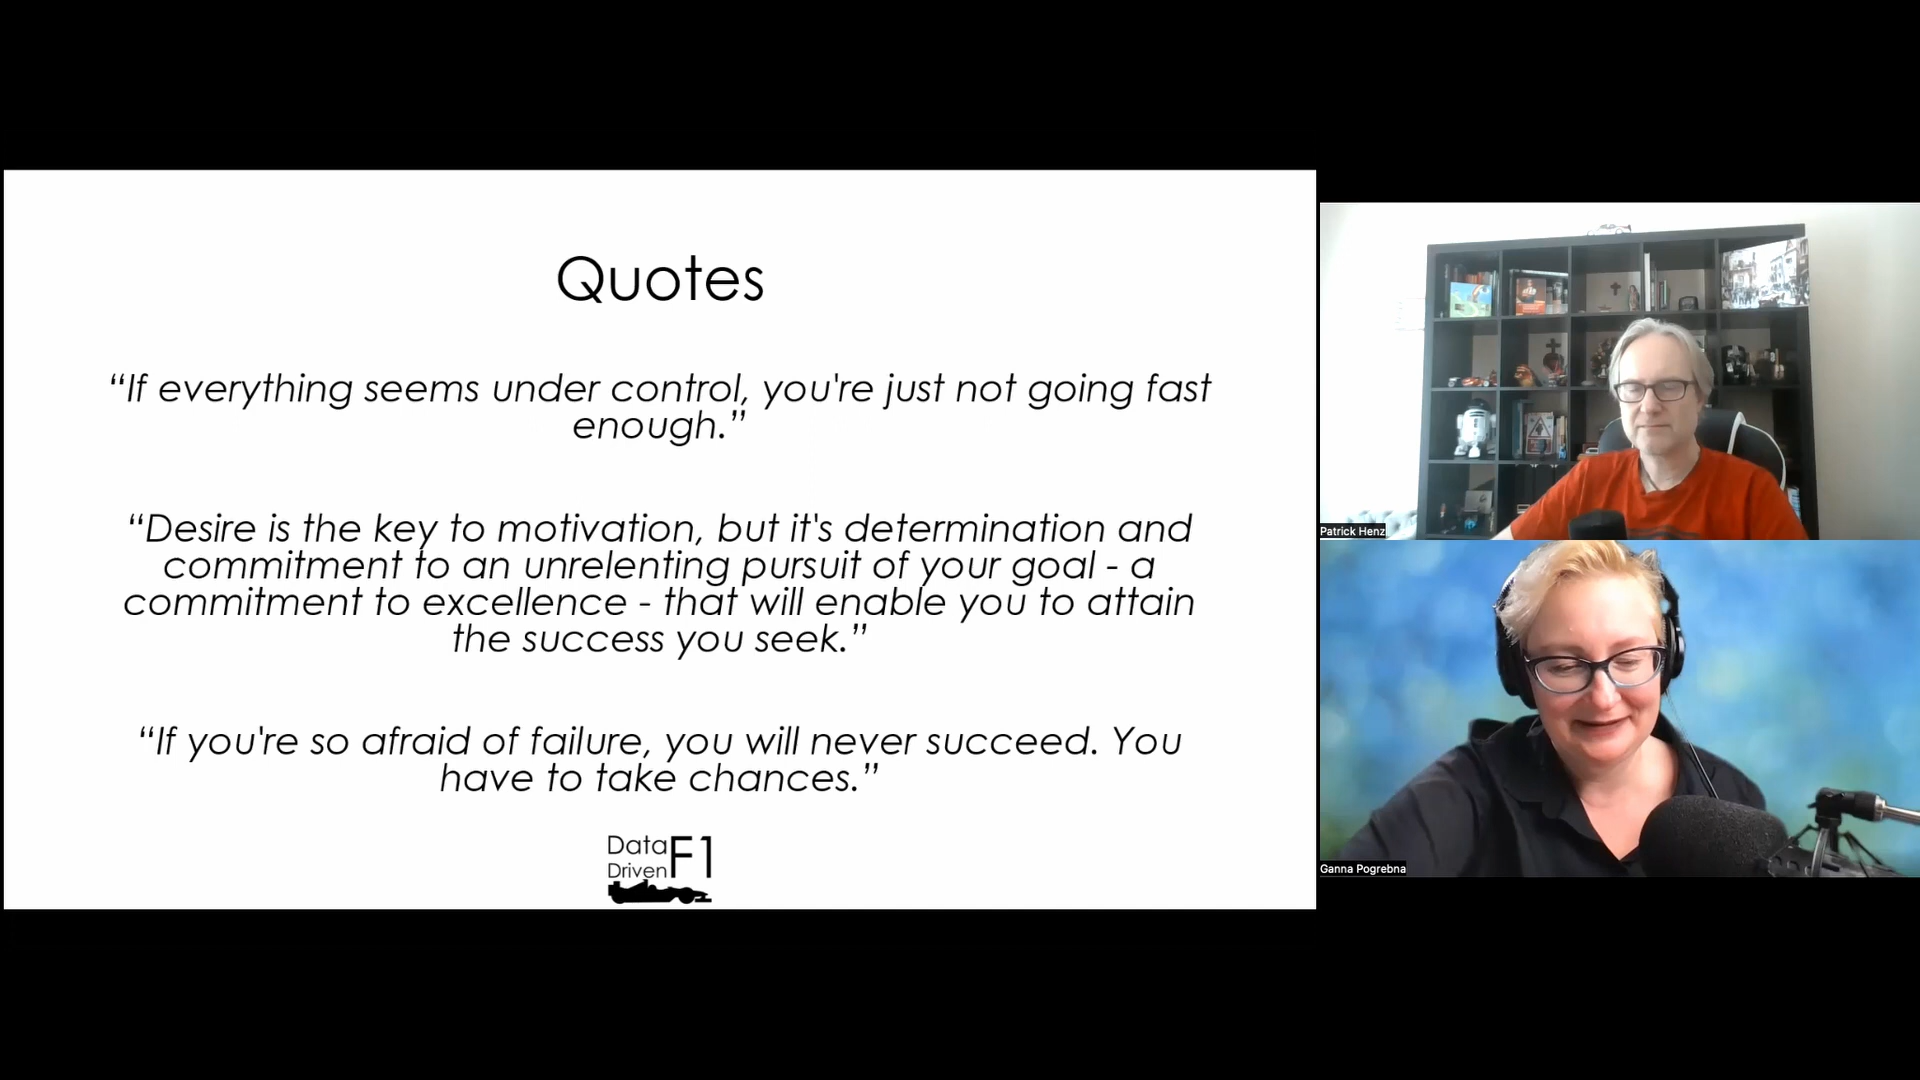 Quotes
“If everything seems under control, you're just not going fast
enough.”
“Desire is the key to motivation, but it's determination and
commitment to an unrelenting pursuit of your goal - a
commitment to excellence - that will enable you to attain
the success you seek.”
“If you're so afraid of failure, you will never succeed. You
have to take chances.”
Data
Driven
F1
Patrick Henz
Ganna Pogrebna